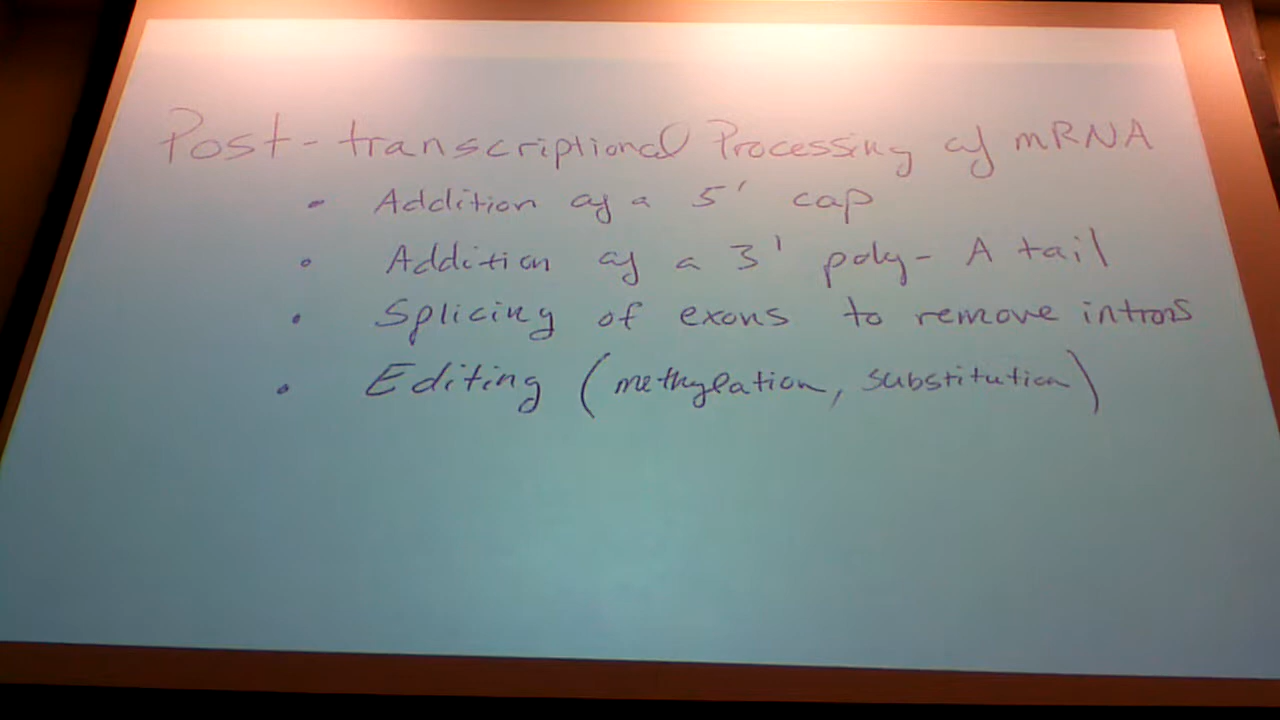 Post-transcriptional Processing of mRNA
• Addition of a 5' cap
• Addition of a 3' poly-A tail
• Splicing of exons to remove introns
• Editing (methylation, substitution)